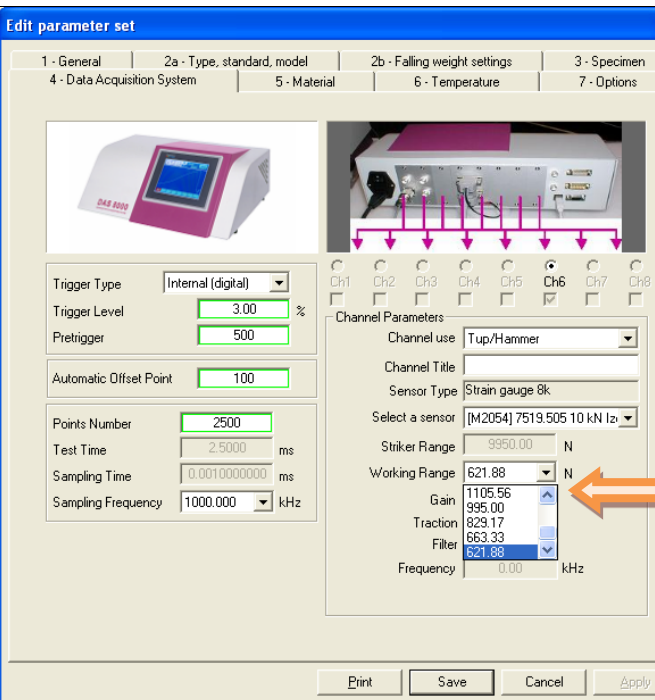 Edit parameter set
1 - General 2a - Type, standard, model 2b - Falling weight settings 3 - Specimen
4 - Data Acquisition System 5 - Material 6 - Temperature 7 - Options
DAS 8000
Trigger Type Internal (digital)
Trigger Level 3.00 %
Pretrigger 500
Automatic Offset Point 100
Points Number 2500
Test Time 2.5000 ms
Sampling Time 0.0010000000 ms
Sampling Frequency 1000.000 kHz
Ch1 Ch2 Ch3 Ch4 Ch5 Ch6 Ch7 Ch8
Channel Parameters
Channel use Tup/Hammer
Channel Title
Sensor Type Strain gauge 8k
Select a sensor [M2054] 7519.505 10 kN Iz
Striker Range 9950.00 N
Working Range 621.88 N
1105.56
Gain 995.00
Traction 829.17
663.33
Filter 621.88
Frequency 0.00 kHz
Print Save Cancel Apply